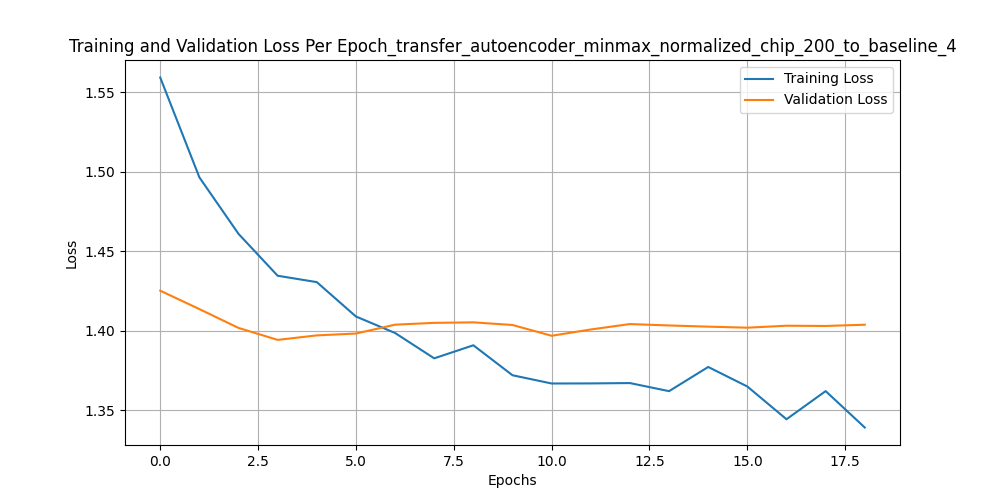 Training and Validation Loss Per Epoch_transfer_autoencoder_minmax_normalized_chip_200_to_baseline_4
Training Loss
Validation Loss
1.55
1.50
1.45
1.40
1.35
Loss
0.0 2.5 5.0 7.5 10.0 12.5 15.0 17.5
Epochs